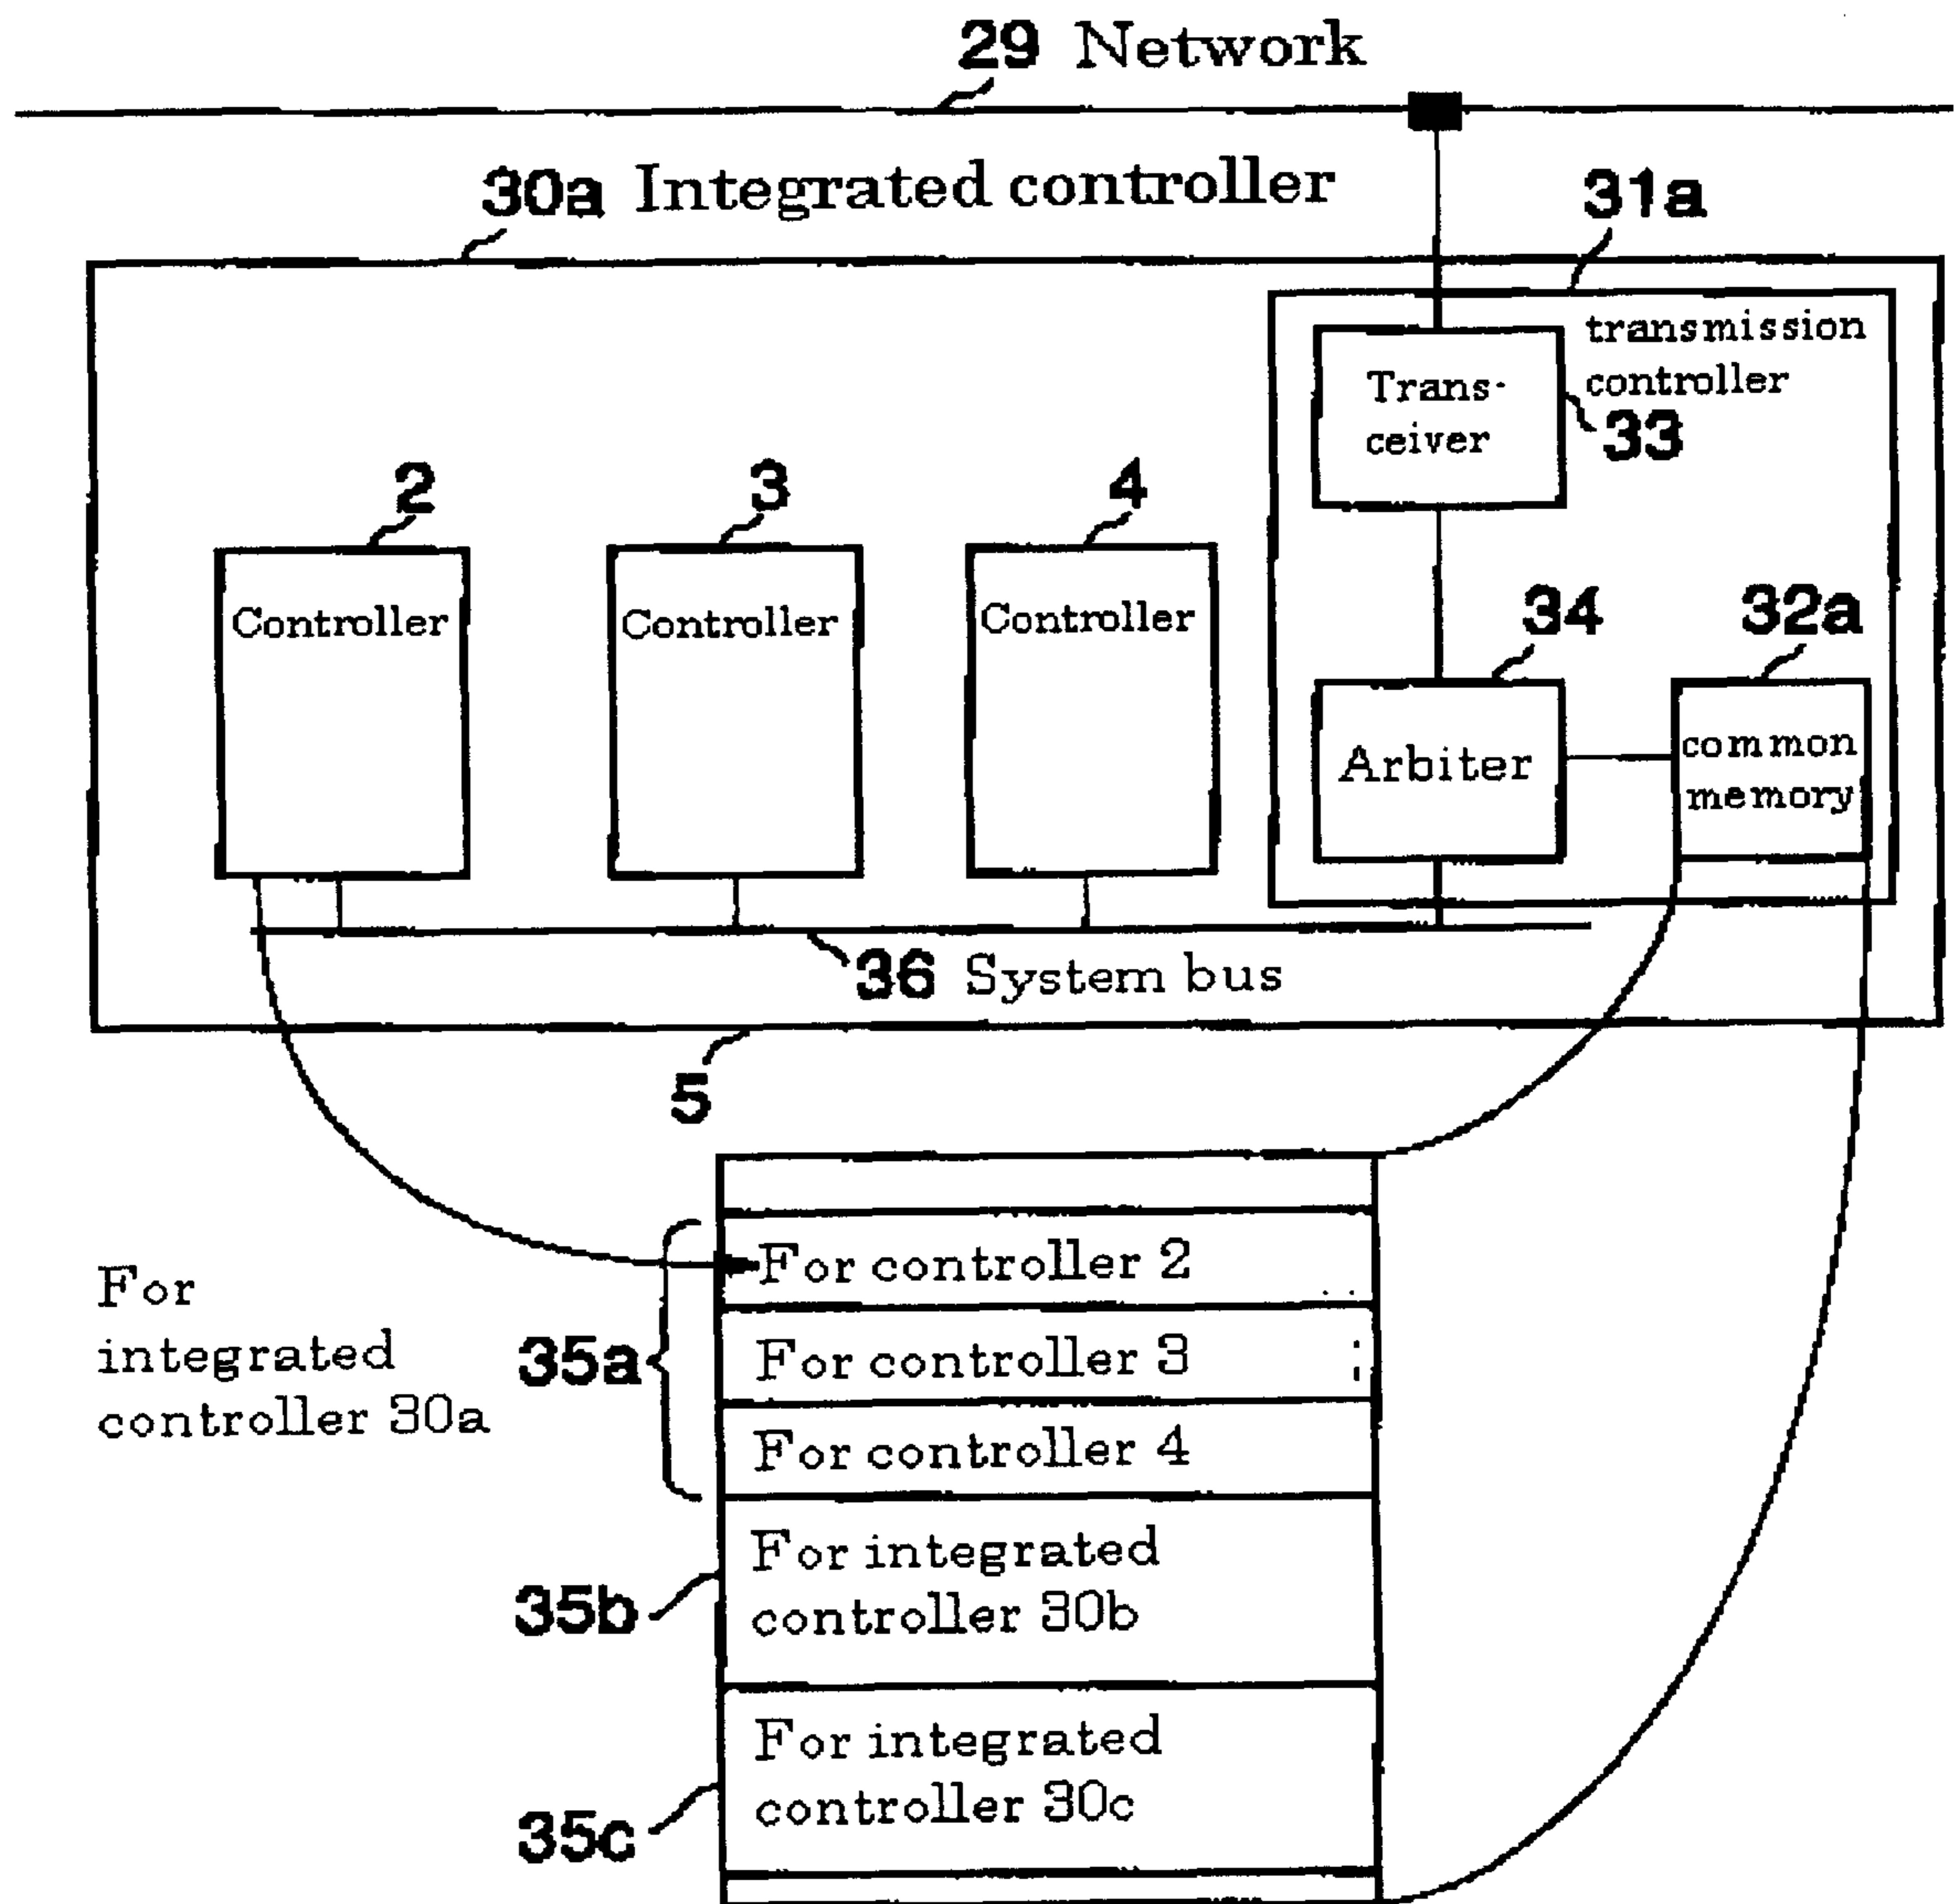 29 Network
30a Integrated controller
31a
transmission
controller
33
Trans-
ceiver
2
3
4
Controller
Controller
Controller
34
32a
Arbiter
common
memory
36 System bus
5
For
integrated
controller 30a
35a
For controller 2
For controller 3
For controller 4
35b
For integrated
controller 30b
35c
For integrated
controller 30c